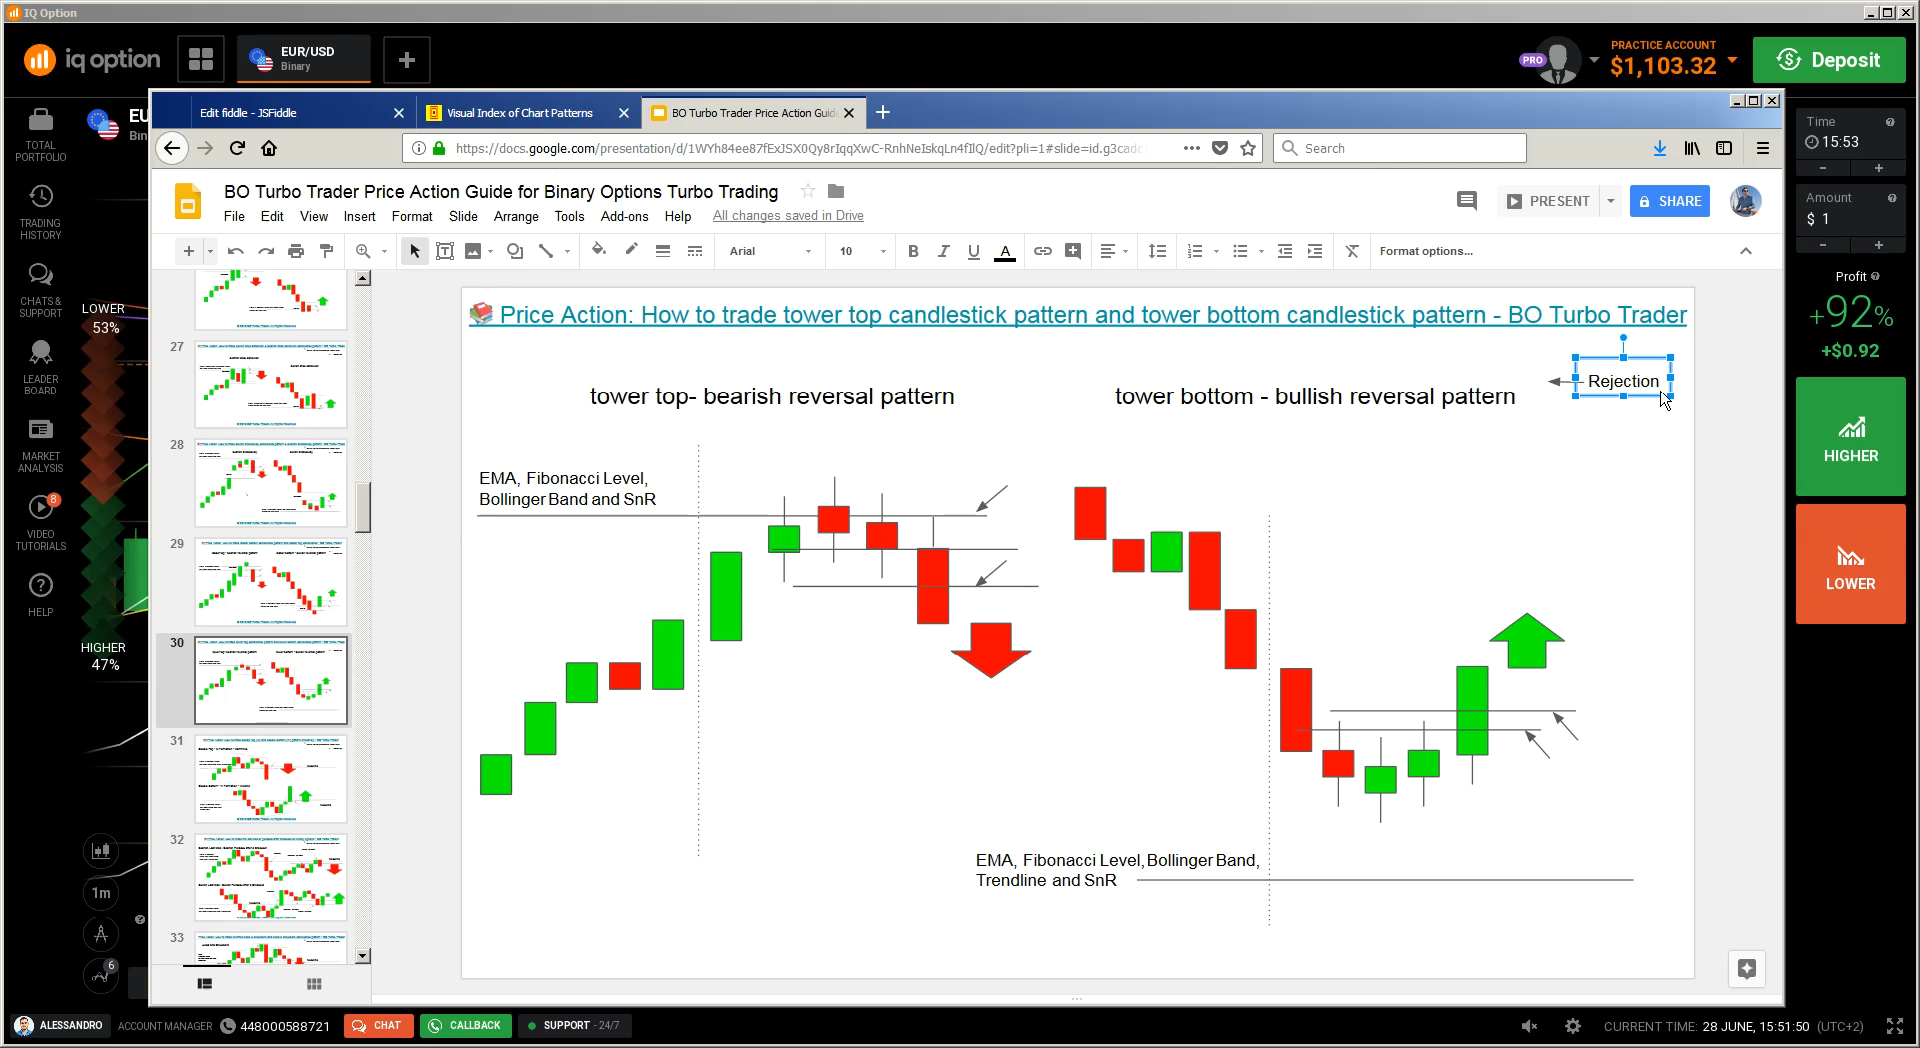 IQ Option
iq option
EUR/USD
Binary
PRO
PRACTICE ACCOUNT
$1,103.32
Deposit
TOTAL
PORTFOLIO
TRADING
HISTORY
CHATS &
SUPPORT
LEADER
BOARD
MARKET
ANALYSIS
8
VIDEO
TUTORIALS
HELP
EU
Bin
LOWER
53%
HIGHER
47%
1m
6
Edit fiddle - JSFiddle
Visual Index of Chart Patterns
BO Turbo Trader Price Action Guid
https://docs.google.com/presentation/d/1WYh84ee87fExJSX0Qy8rIqqXwC-RnhNeIskqLn4fIlQ/edit?pli=1#slide=id.g3cadc
Search
BO Turbo Trader Price Action Guide for Binary Options Turbo Trading
File Edit View Insert Format Slide Arrange Tools Add-ons Help All changes saved in Drive
PRESENT
SHARE
Arial
10
B I U A
Format options...
27
28
29
30
31
32
33
Price Action: How to trade tower top candlestick pattern and tower bottom candlestick pattern - BO Turbo Trader
Rejection
tower top- bearish reversal pattern
tower bottom - bullish reversal pattern
EMA, Fibonacci Level,
Bollinger Band and SnR
EMA, Fibonacci Level, Bollinger Band,
Trendline and SnR
Time
15:53
Amount
$ 1
Profit
+92%
+$0.92
HIGHER
LOWER
ALESSANDRO
ACCOUNT MANAGER
448000588721
CHAT
CALLBACK
SUPPORT - 24/7
CURRENT TIME: 28 JUNE, 15:51:50 (UTC+2)